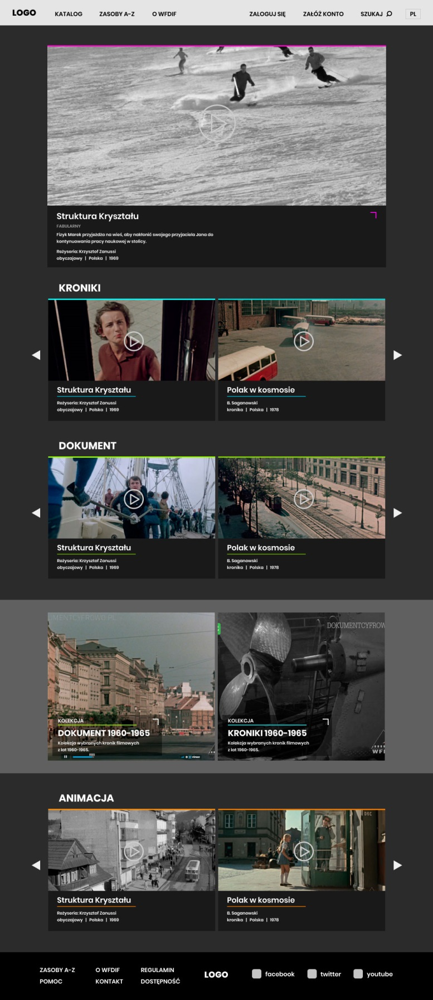 LOGO KATALOG ZASOBY A-Z O WFDIF ZALOGUJ SIĘ ZAŁÓŻ KONTO SZUKAJ PL
Struktura Kryształu
FABULARNY
Fizyk Marek przyjeżdża na wieś, aby nakłonić swojego przyjaciela Jana do
kontynuowania pracy naukowej w stolicy.
Reżyseria: Krzysztof Zanussi
obyczajowy | Polska | 1969
KRONIKI
Struktura Kryształu
Reżyseria: Krzysztof Zanussi
obyczajowy | Polska | 1969
Polak w kosmosie
B. Saganowski
kronika | Polska | 1978
DOKUMENT
Struktura Kryształu
Reżyseria: Krzysztof Zanussi
obyczajowy | Polska | 1969
Polak w kosmosie
B. Saganowski
kronika | Polska | 1978
OMENTCYFROWO.PL
KOLEKCJA
DOKUMENT 1960-1965
Kolekcja wybranych kronik filmowych
z lat 1960-1965.
vimeo
DOKUMENTCYFROW
KOLEKCJA
KRONIKI 1960-1965
Kolekcja wybranych kronik filmowych
z lat 1960-1965.
WFI
ANIMACJA
Struktura Kryształu
Reżyseria: Krzysztof Zanussi
obyczajowy | Polska | 1969
Polak w kosmosie
B. Saganowski
kronika | Polska | 1978
ZASOBY A-Z O WFDIF REGULAMIN
POMOC KONTAKT DOSTĘPNOŚĆ
LOGO
facebook twitter youtube